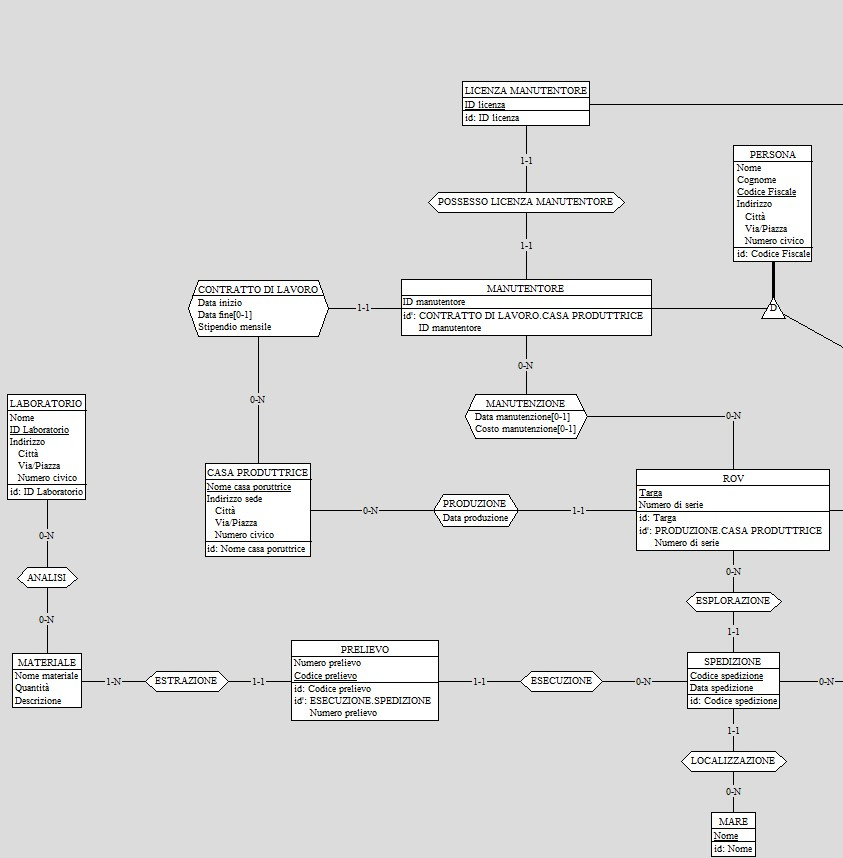 LICENZA MANUTENTORE
ID licenza
id: ID licenza
1-1
POSSESSO LICENZA MANUTENTORE
1-1
PERSONA
Nome
Cognome
Codice Fiscale
Indirizzo
Città
Via/Piazza
Numero civico
id: Codice Fiscale
D
CONTRATTO DI LAVORO
Data inizio
Data fine[0-1]
Stipendio mensile
1-1
MANUTENTORE
ID manutentore
id': CONTRATTO DI LAVORO.CASA PRODUTTRICE
ID manutentore
0-N
0-N
MANUTENZIONE
Data manutenzione[0-1]
Costo manutenzione[0-1]
0-N
LABORATORIO
Nome
ID Laboratorio
Indirizzo
Città
Via/Piazza
Numero civico
id: ID Laboratorio
CASA PRODUTTRICE
Nome casa poruttrice
Indirizzo sede
Città
Via/Piazza
Numero civico
id: Nome casa poruttrice
0-N
PRODUZIONE
Data produzione
1-1
ROV
Targa
Numero di serie
id: Targa
id': PRODUZIONE.CASA PRODUTTRICE
Numero di serie
0-N
ANALISI
0-N
0-N
ESPLORAZIONE
1-1
MATERIALE
Nome materiale
Quantità
Descrizione
1-N
ESTRAZIONE
1-1
PRELIEVO
Numero prelievo
Codice prelievo
id: Codice prelievo
id': ESECUZIONE.SPEDIZIONE
Numero prelievo
1-1
ESECUZIONE
0-N
SPEDIZIONE
Codice spedizione
Data spedizione
id: Codice spedizione
0-N
1-1
LOCALIZZAZIONE
0-N
MARE
Nome
id: Nome